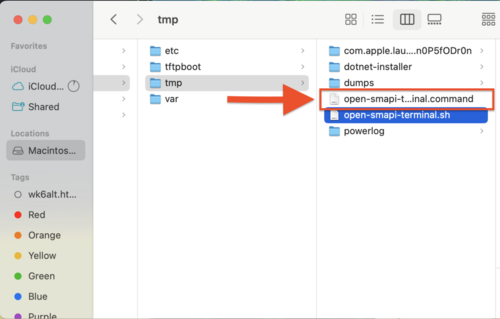 tmp
Favorites
iCloud
iCloud...
Shared
Locations
Macintos...
Tags
wk6alt.ht...
Red
Orange
Yellow
Green
Blue
Purple
etc
tftpboot
tmp
var
com.apple.lau...n0P5fODr0n
dotnet-installer
dumps
open-smapi-t...inal.command
open-smapi-terminal.sh
powerlog